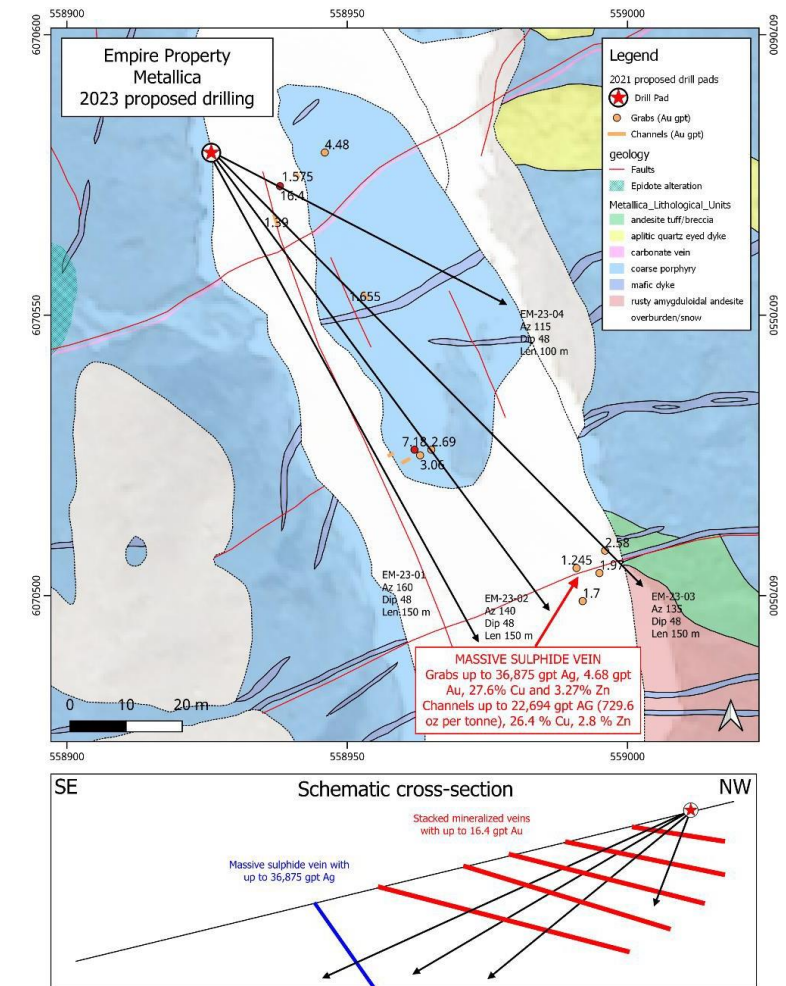 558900
558950
559000
6070600
6070600
Empire Property
Metallica
2023 proposed drilling
Legend
2021 proposed drill pads
Drill Pad
Grabs (Au gpt)
Channels (Au gpt)
geology
Faults
Epidote alteration
Metallica_Lithological_Units
andesite tuff/breccia
aplitic quartz eyed dyke
carbonate vein
coarse porphyry
mafic dyke
rusty amygduloidal andesite
overburden/snow
4.48
1.575
16.4
1.39
1.655
6070550
6070550
EM-23-04
Az 115
Dip 48
Len 100 m
7.18
2.69
3.06
2.58
1.245
1.97
1.7
6070500
6070500
EM-23-01
Az 160
Dip 48
Len 150 m
EM-23-02
Az 140
Dip 48
Len 150 m
EM-23-03
Az 135
Dip 48
Len 150 m
MASSIVE SULPHIDE VEIN
Grabs up to 36,875 gpt Ag, 4.68 gpt
Au, 27.6% Cu and 3.27% Zn
Channels up to 22,694 gpt AG (729.6
oz per tonne), 26.4 % Cu, 2.8 % Zn
0 10 20 m
558900
558950
559000
SE
Schematic cross-section
NW
Stacked mineralized veins
with up to 16.4 gpt Au
Massive sulphide vein with
up to 36,875 gpt Ag